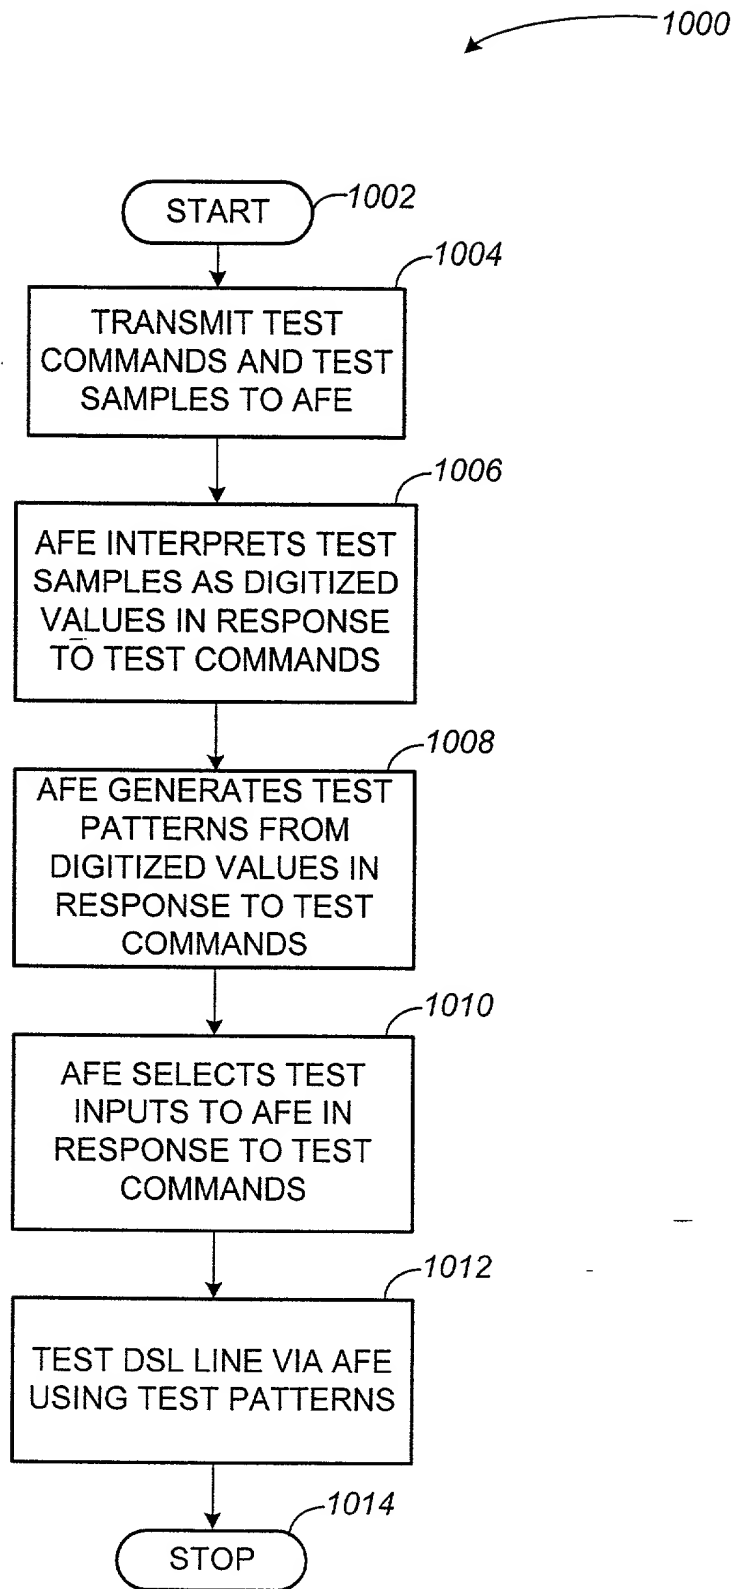 1000
START
1002
1004
TRANSMIT TEST
COMMANDS AND TEST
SAMPLES TO AFE
1006
AFE INTERPRETS TEST
SAMPLES AS DIGITIZED
VALUES IN RESPONSE
TO TEST COMMANDS
1008
AFE GENERATES TEST
PATTERNS FROM
DIGITIZED VALUES IN
RESPONSE TO TEST
COMMANDS
1010
AFE SELECTS TEST
INPUTS TO AFE IN
RESPONSE TO TEST
COMMANDS
1012
TEST DSL LINE VIA AFE
USING TEST PATTERNS
1014
STOP